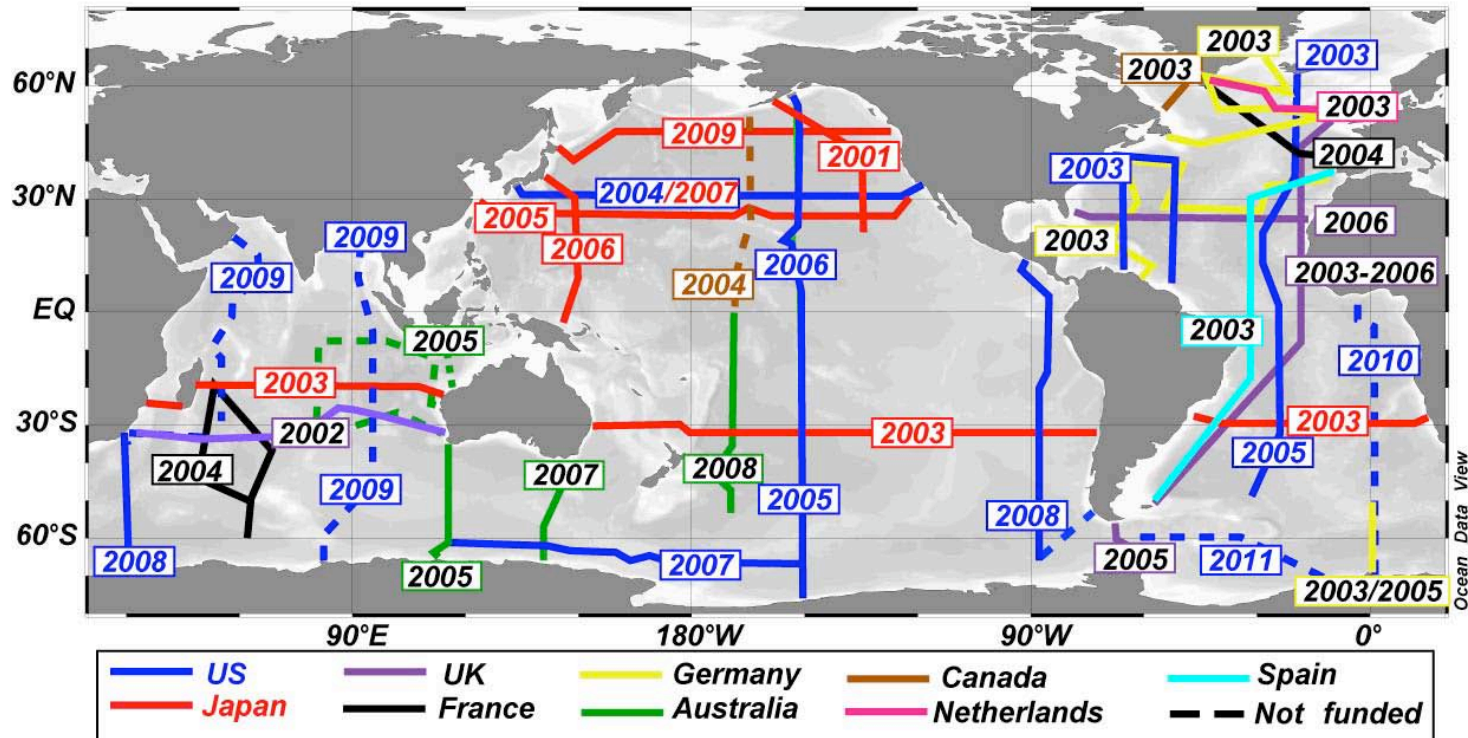 2003
2003
60°N
2003
2003
2009
2001
2003
2004
30°N
2004/2007
2005
2006
2009
2003
2006
2009
2006
2004
2003-2006
EQ
2005
2003
2010
2003
30°S
2002
2003
2003
2004
2009
2007
2008
2005
2005
2008
60°S
2008
2005
2007
2005
2011
2003/2005
Ocean Data View
90°E
180°W
90°W
0°
US
UK
Germany
Canada
Spain
Japan
France
Australia
Netherlands
Not funded